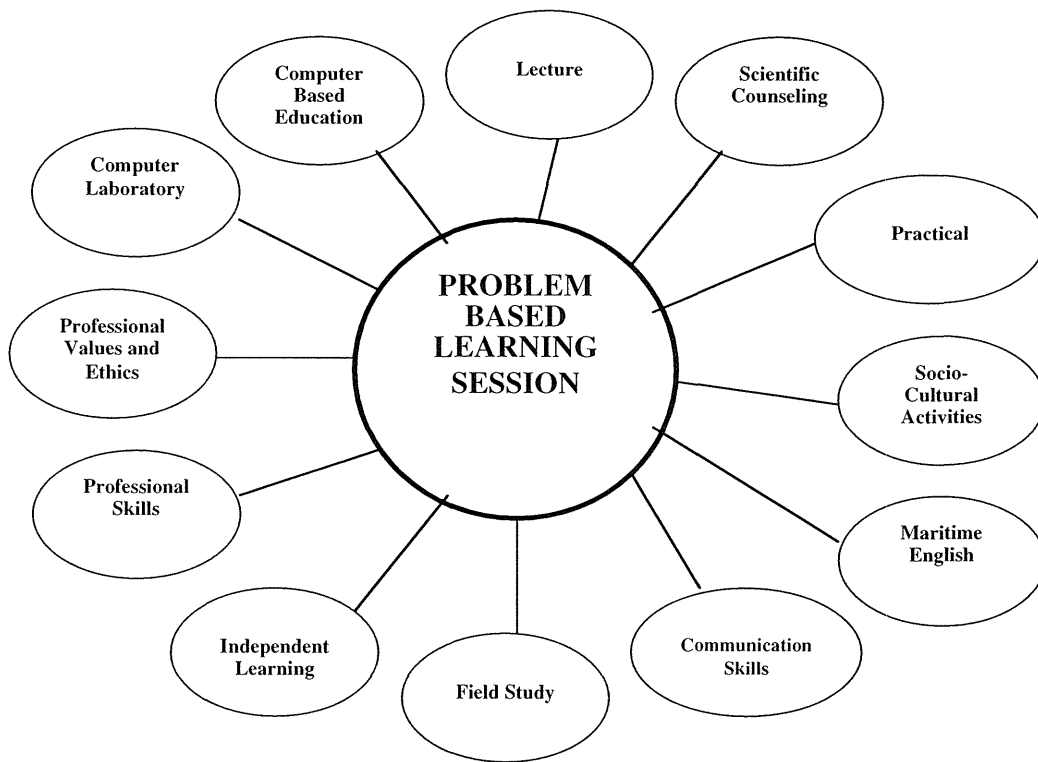 Computer
Based
Education
Lecture
Scientific
Counseling
Computer
Laboratory
Practical
PROBLEM
BASED
LEARNING
SESSION
Professional
Values and
Ethics
Socio-
Cultural
Activities
Professional
Skills
Maritime
English
Independent
Learning
Field Study
Communication
Skills